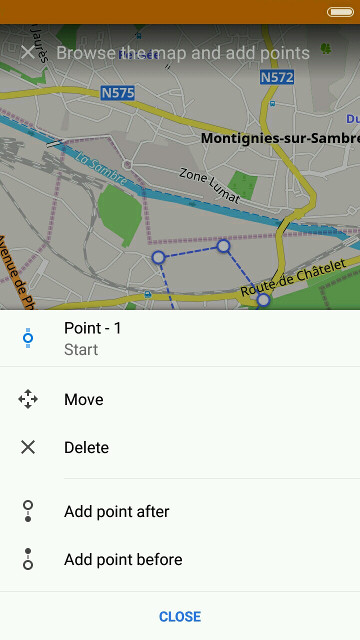 Browse the map and add points
Jaurès
N575
N572
Montignies-sur-Sambre
La Sambre
Zone Lumat
Avenue de Ph
Route de Châtelet
Point - 1
Start
Move
Delete
Add point after
Add point before
CLOSE